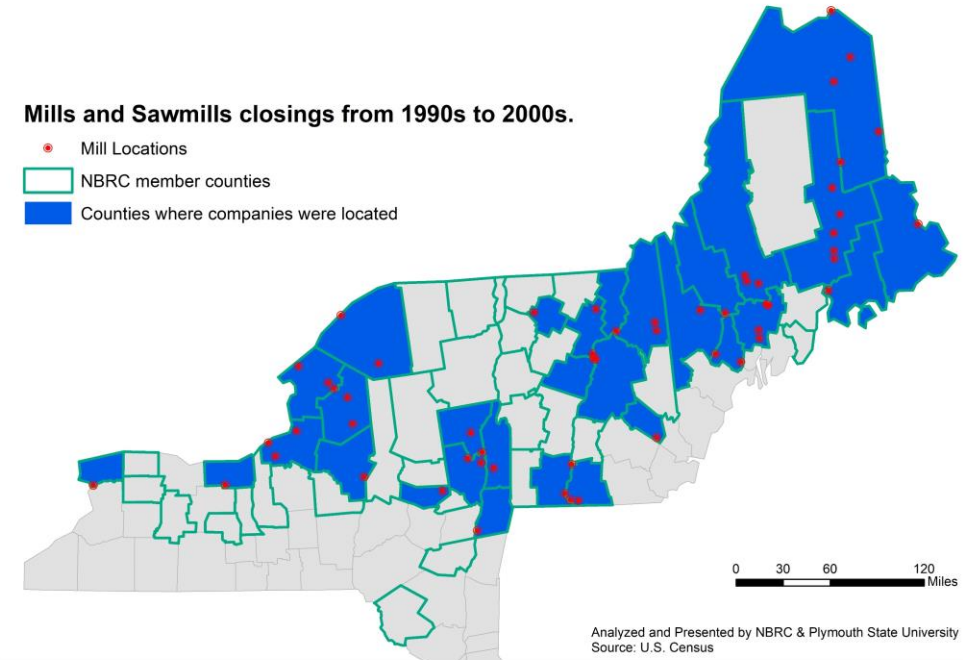 Mills and Sawmills closings from 1990s to 2000s.
Mill Locations
NBRC member counties
Counties where companies were located
0 30 60 120
Miles
Analyzed and Presented by NBRC & Plymouth State University
Source: U.S. Census